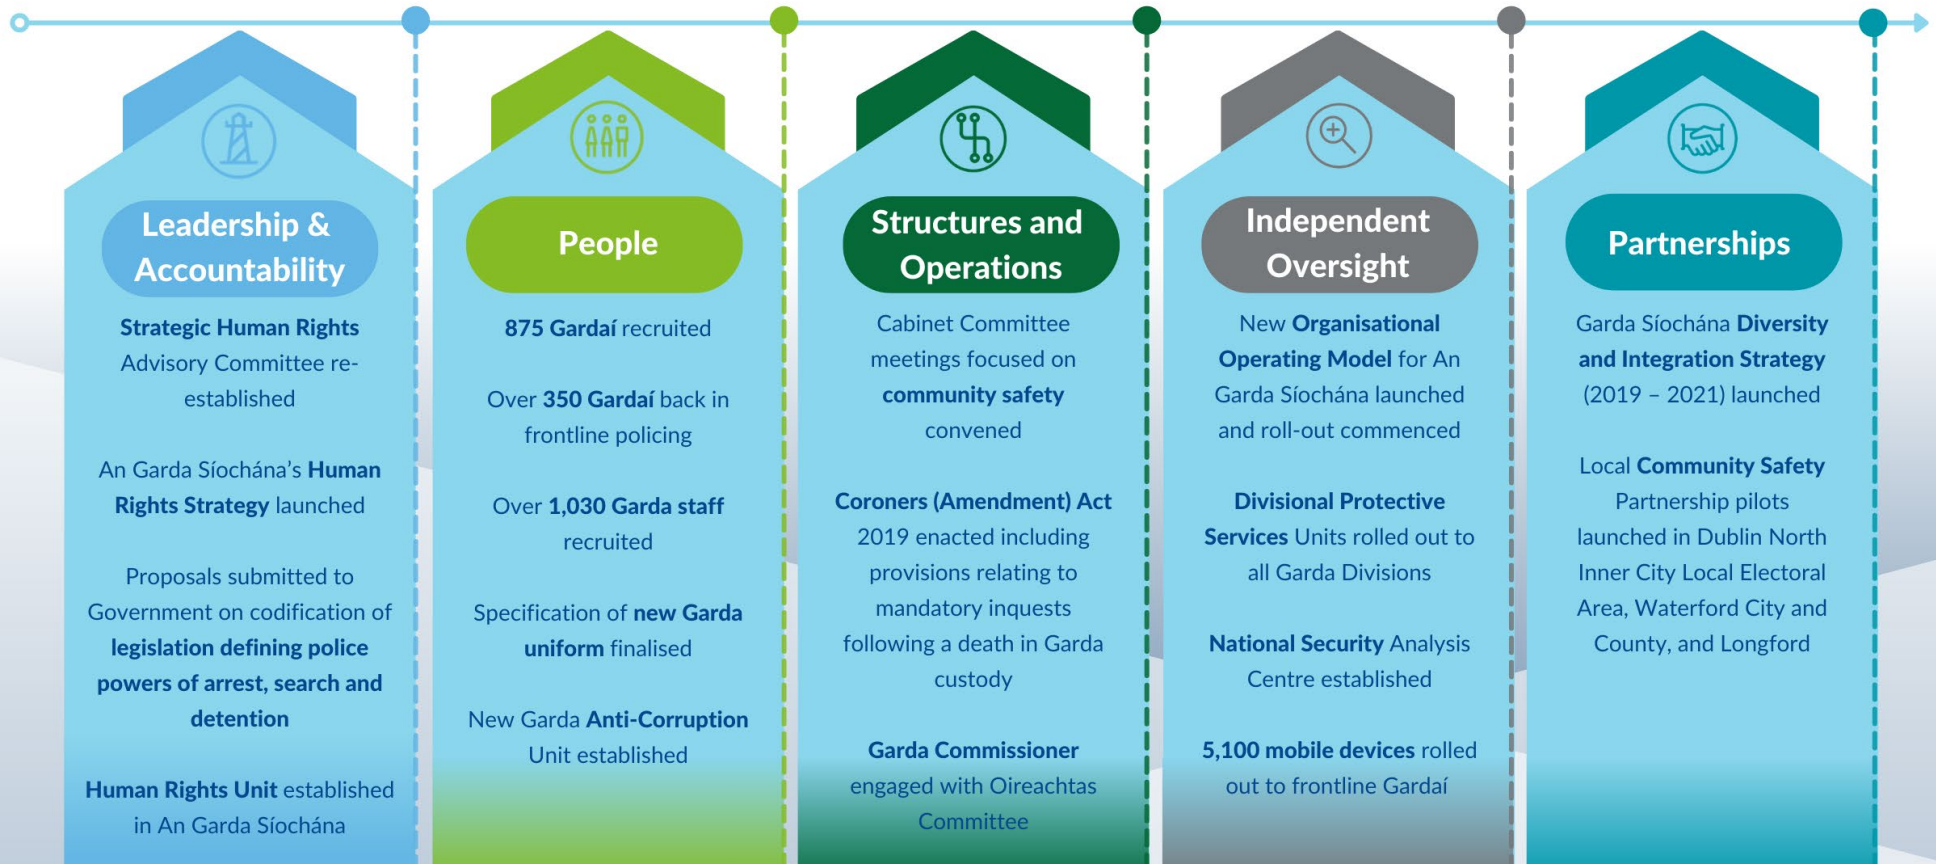 Leadership &
Accountability
Strategic Human Rights
Advisory Committee re-
established
An Garda Síochána’s Human
Rights Strategy launched
Proposals submitted to
Government on codification of
legislation defining police
powers of arrest, search and
detention
Human Rights Unit established
in An Garda Síochána
People
875 Gardaí recruited
Over 350 Gardaí back in
frontline policing
Over 1,030 Garda staff
recruited
Specification of new Garda
uniform finalised
New Garda Anti-Corruption
Unit established
Structures and
Operations
Cabinet Committee
meetings focused on
community safety
convened
Coroners (Amendment) Act
2019 enacted including
provisions relating to
mandatory inquests
following a death in Garda
custody
Garda Commissioner
engaged with Oireachtas
Committee
Independent
Oversight
New Organisational
Operating Model for An
Garda Síochána launched
and roll-out commenced
Divisional Protective
Services Units rolled out to
all Garda Divisions
National Security Analysis
Centre established
5,100 mobile devices rolled
out to frontline Gardaí
Partnerships
Garda Síochána Diversity
and Integration Strategy
(2019 – 2021) launched
Local Community Safety
Partnership pilots
launched in Dublin North
Inner City Local Electoral
Area, Waterford City and
County, and Longford